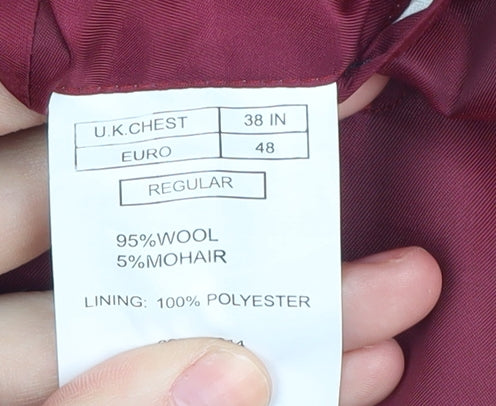 U.K.CHEST 38 IN
EURO 48
REGULAR
95%WOOL
5%MOHAIR
LINING: 100% POLYESTER